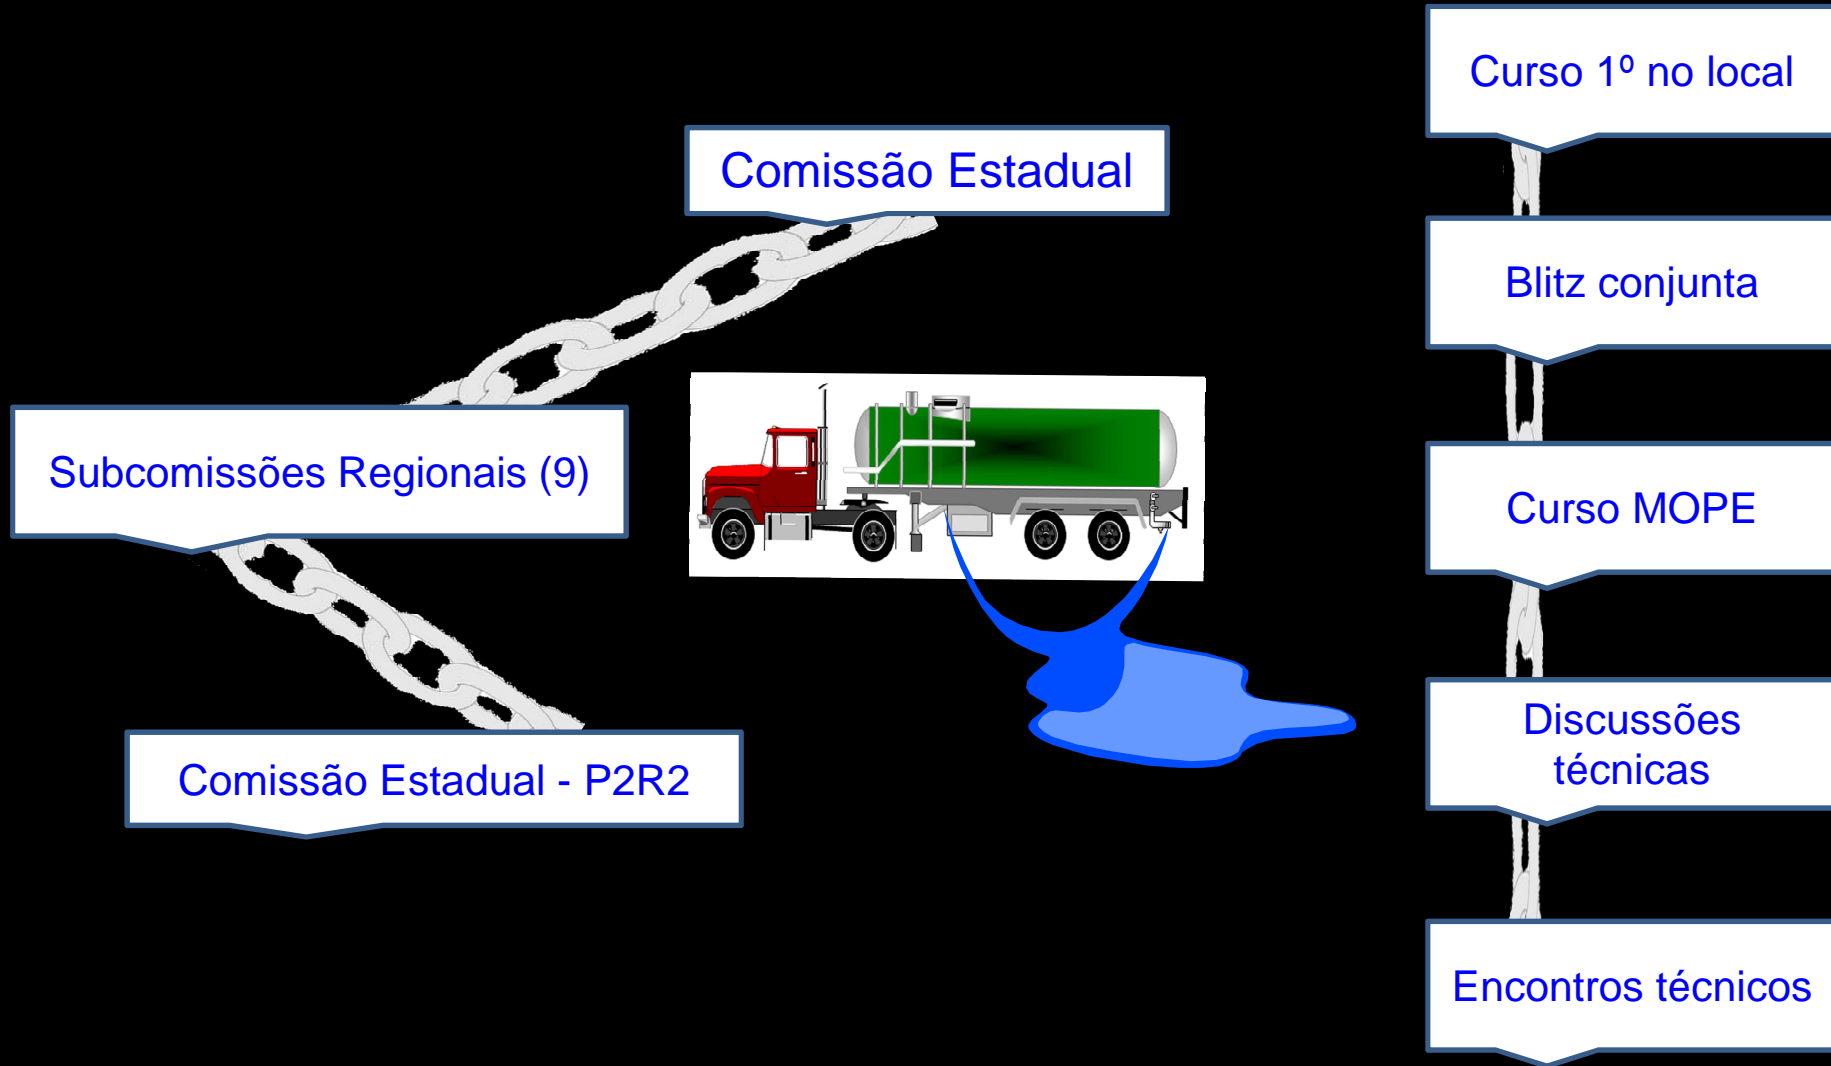 Comissão Estadual
Subcomissões Regionais (9)
Comissão Estadual - P2R2
Curso 1º no local
Blitz conjunta
Curso MOPE
Discussões
técnicas
Encontros técnicos